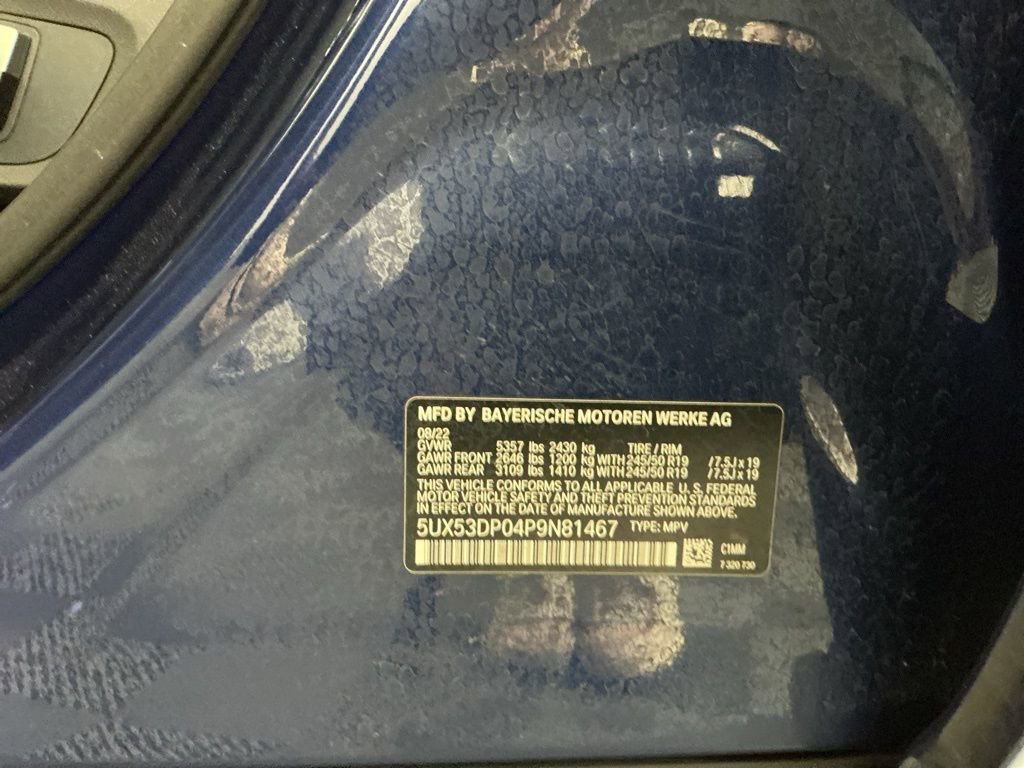 MFD BY BAYERISCHE MOTOREN WERKE AG
08/22
GVWR 5357 lbs 2430 kg TIRE / RIM
GAWR FRONT 2646 lbs 1200 kg WITH 245/50 R19 /7.5J x 19
GAWR REAR 3109 lbs 1410 kg WITH 245/50 R19 /7.5J x 19
THIS VEHICLE CONFORMS TO ALL APPLICABLE U.S. FEDERAL
MOTOR VEHICLE SAFETY AND THEFT PREVENTION STANDARDS
IN EFFECT ON THE DATE OF MANUFACTURE SHOWN ABOVE.
5UX53DP04P9N81467 TYPE: MPV
C1MM
7 320 730